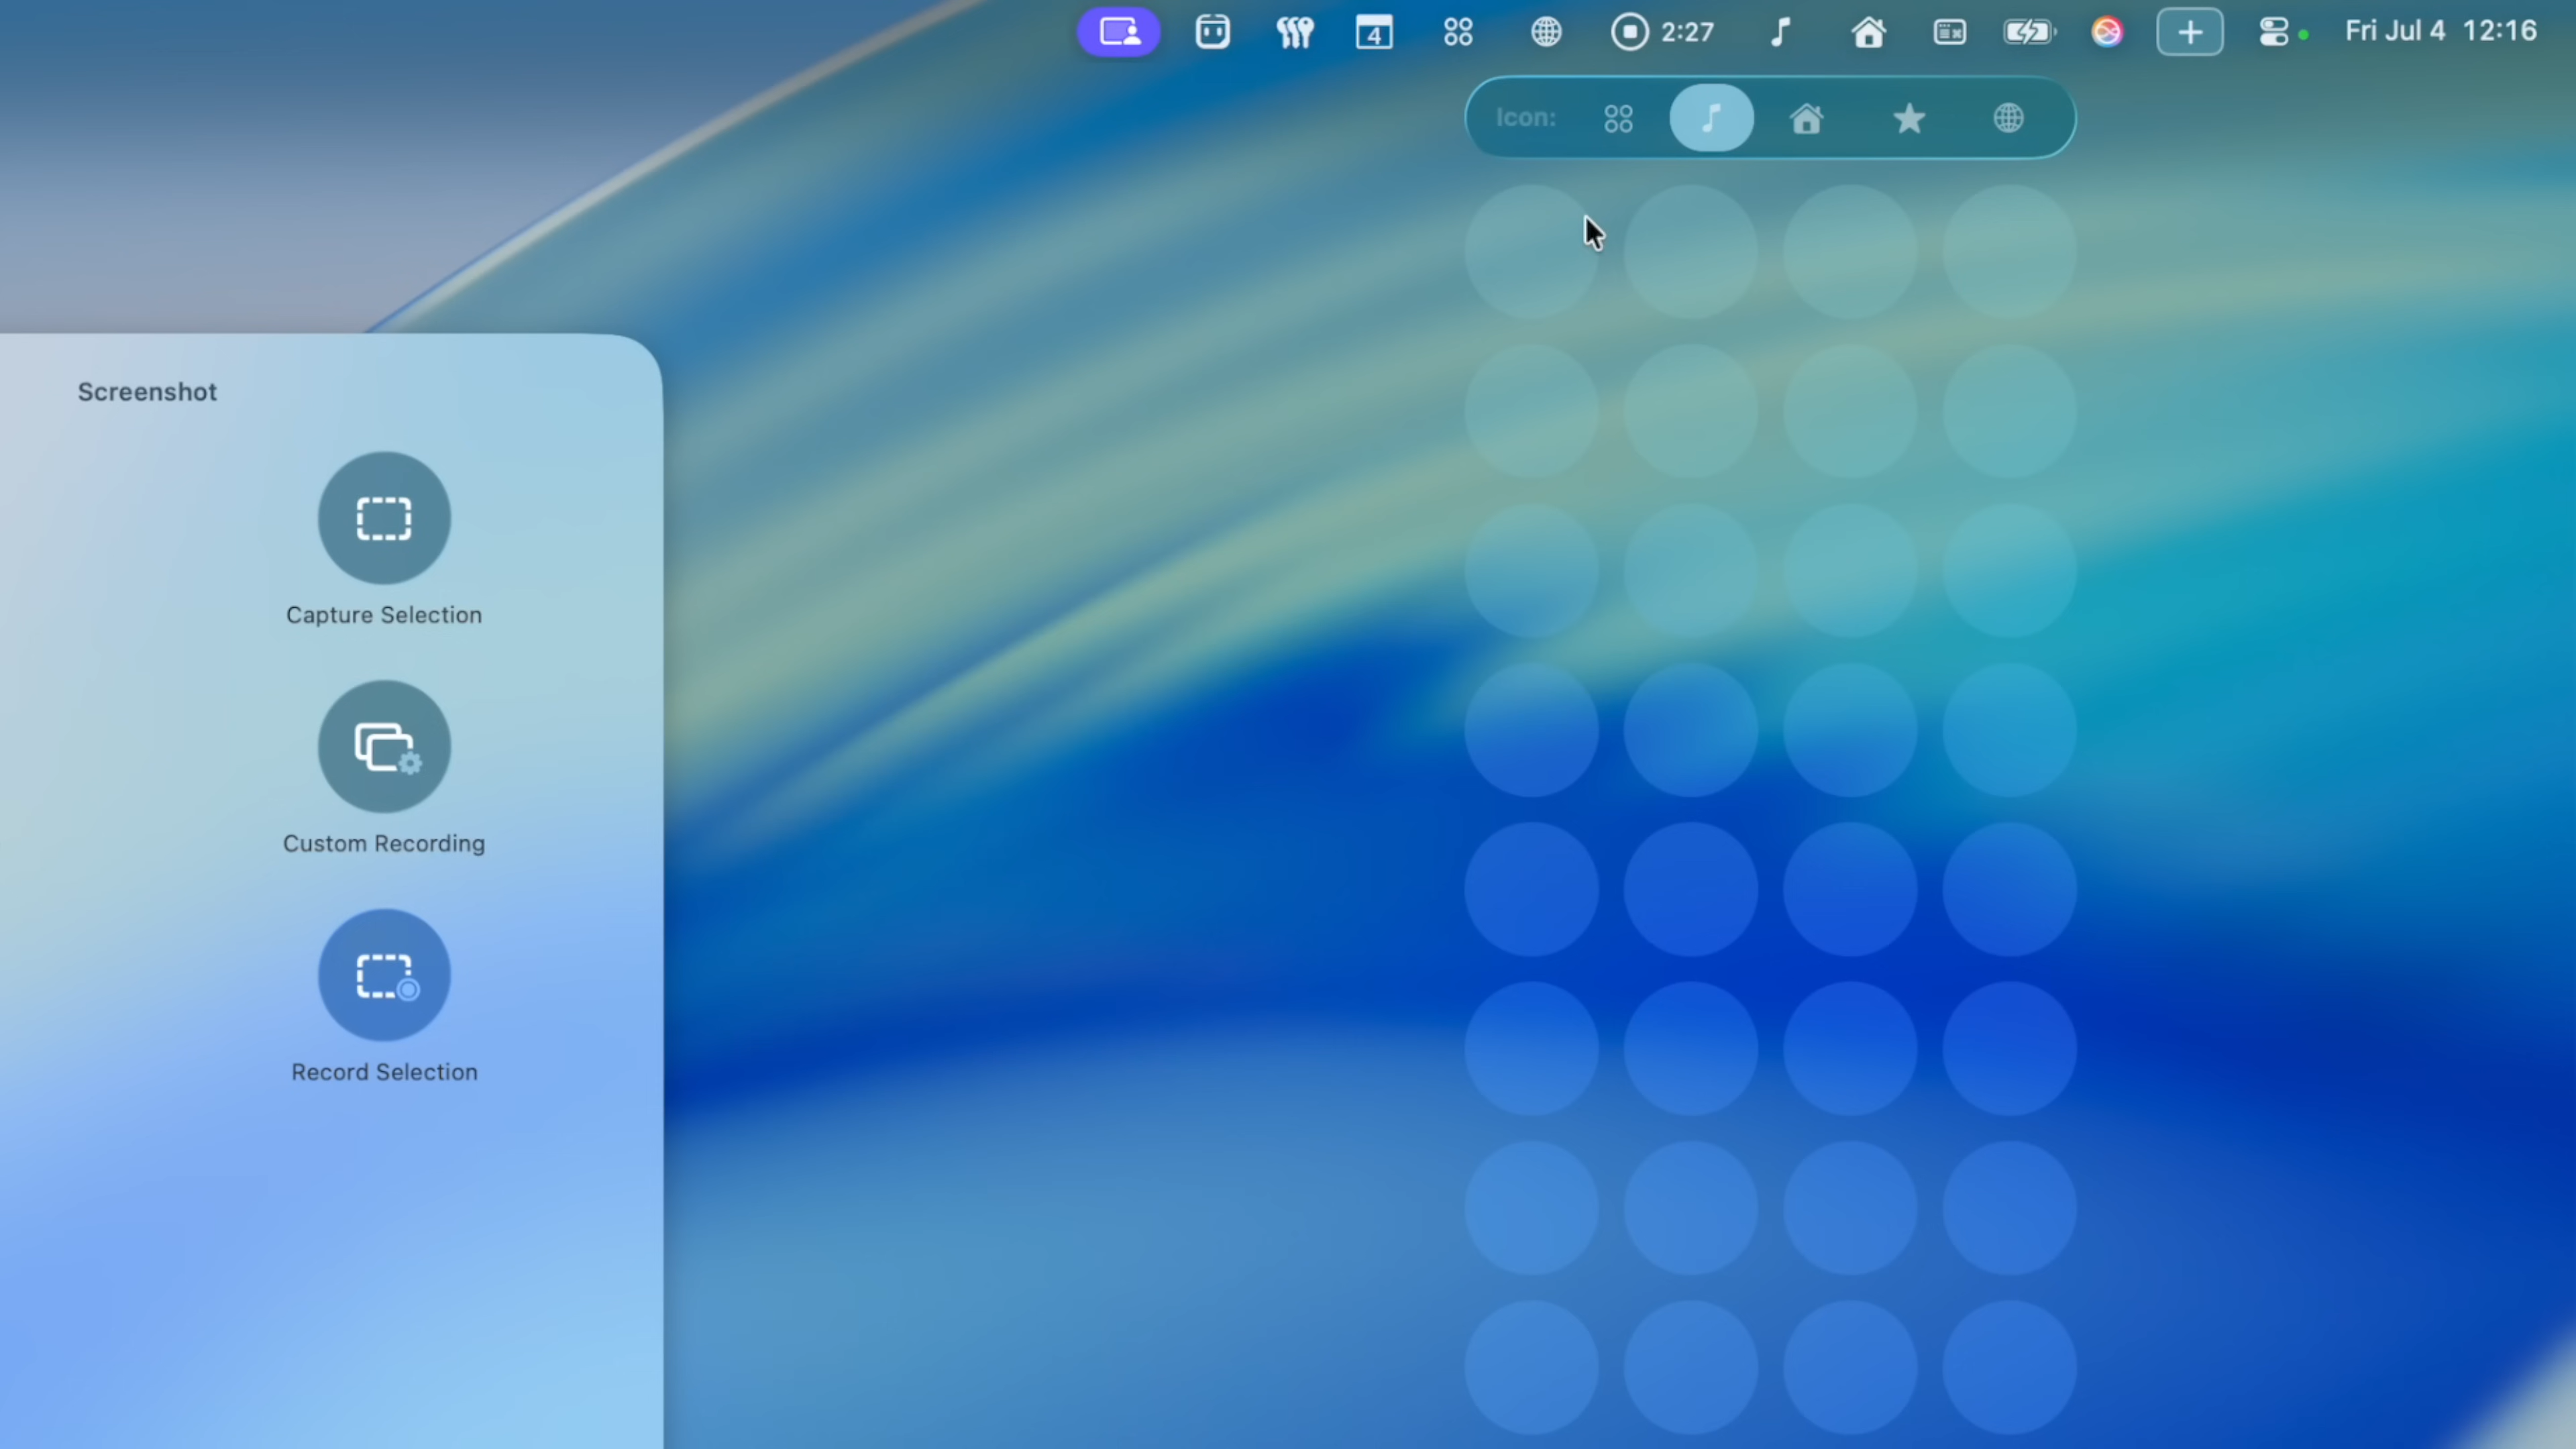 4
2:27
Fri Jul 4 12:16
Icon:
Screenshot
Capture Selection
Custom Recording
Record Selection